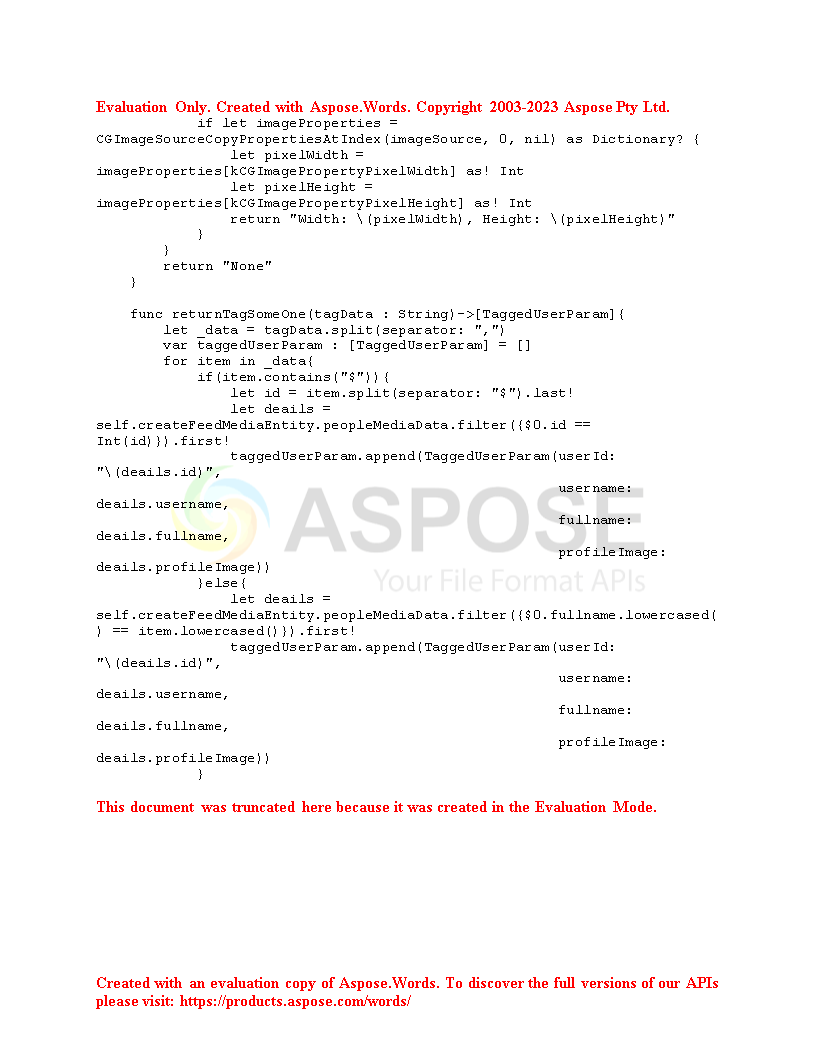 Evaluation Only. Created with Aspose.Words. Copyright 2003-2023 Aspose Pty Ltd.
            if let imageProperties =
CGImageSourceCopyPropertiesAtIndex(imageSource, 0, nil) as Dictionary? {
                let pixelWidth =
imageProperties[kCGImagePropertyPixelWidth] as! Int
                let pixelHeight =
imageProperties[kCGImagePropertyPixelHeight] as! Int
                return "Width: \(pixelWidth), Height: \(pixelHeight)"
            }
        }
        return "None"
    }

    func returnTagSomeOne(tagData : String)->[TaggedUserParam]{
        let _data = tagData.split(separator: ",")
        var taggedUserParam : [TaggedUserParam] = []
        for item in _data{
            if(item.contains("$")){
                let id = item.split(separator: "$").last!
                let deails =
self.createFeedMediaEntity.peopleMediaData.filter({$0.id ==
Int(id)}).first!
                taggedUserParam.append(TaggedUserParam(userId:
"\(deails.id)",
                                                       username:
deails.username,
                                                       fullname:
deails.fullname,
                                                       profileImage:
deails.profileImage))
            }else{
                let deails =
self.createFeedMediaEntity.peopleMediaData.filter({$0.fullname.lowercased(
) == item.lowercased()}).first!
                taggedUserParam.append(TaggedUserParam(userId:
"\(deails.id)",
                                                       username:
deails.username,
                                                       fullname:
deails.fullname,
                                                       profileImage:
deails.profileImage))
            }
ASPOSE
Your File Format APIs
This document was truncated here because it was created in the Evaluation Mode.
Created with an evaluation copy of Aspose.Words. To discover the full versions of our APIs
please visit: https://products.aspose.com/words/